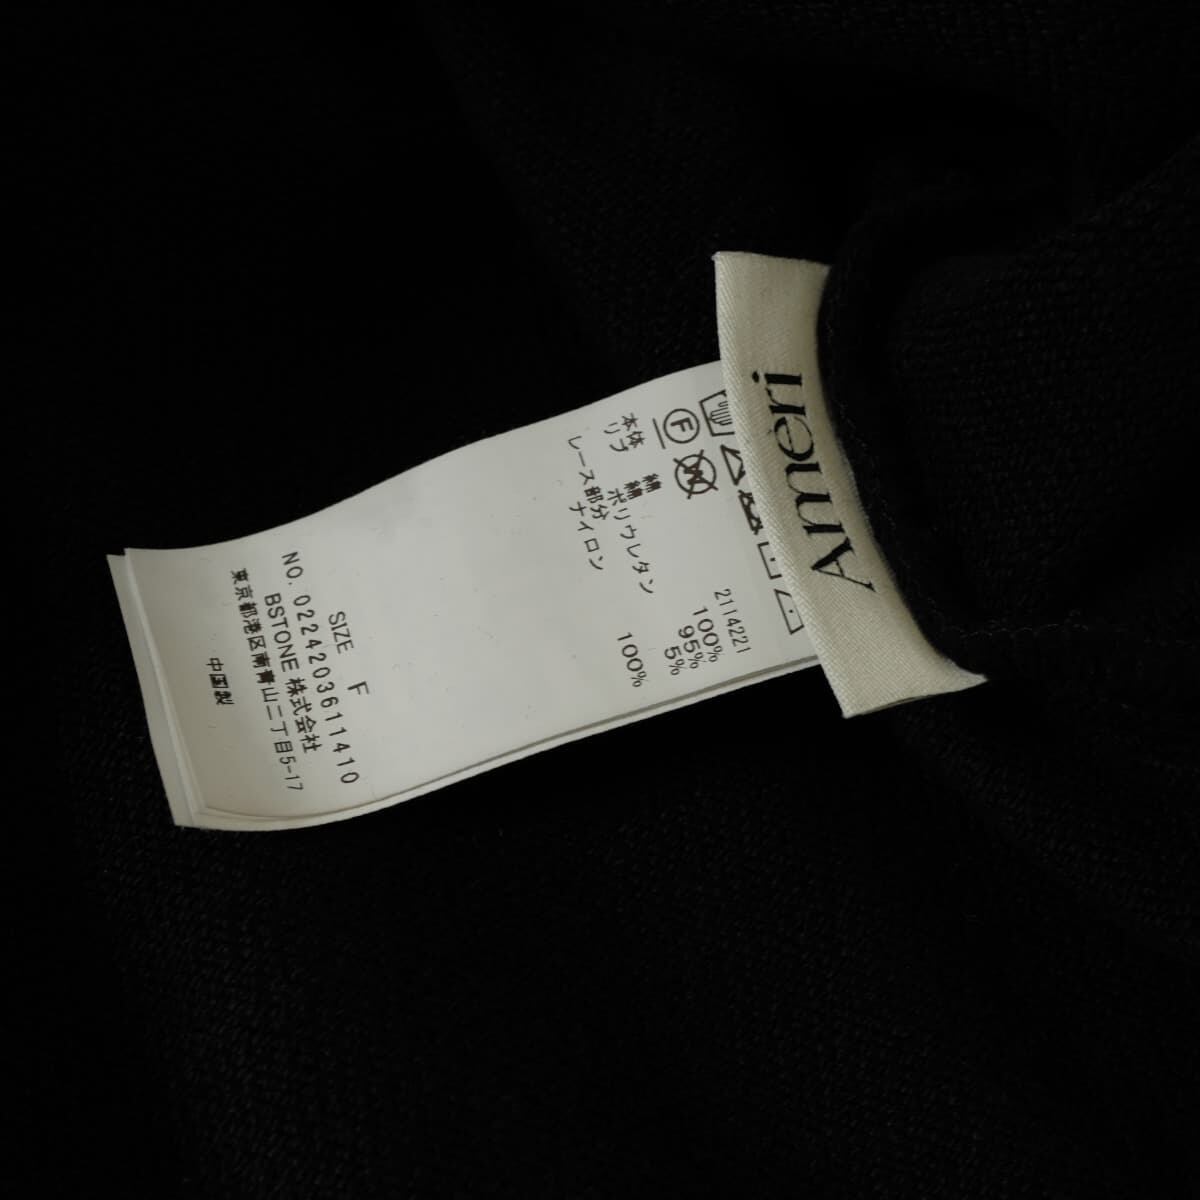 Ameri
2114221
本体 綿 100%
リブ 綿 95%
ポリウレタン 5%
レース部分
ナイロン 100%
SIZE F
NO. 0224203611410
BSTONE 株式会社
東京都港区南青山二丁目5-17
中国製